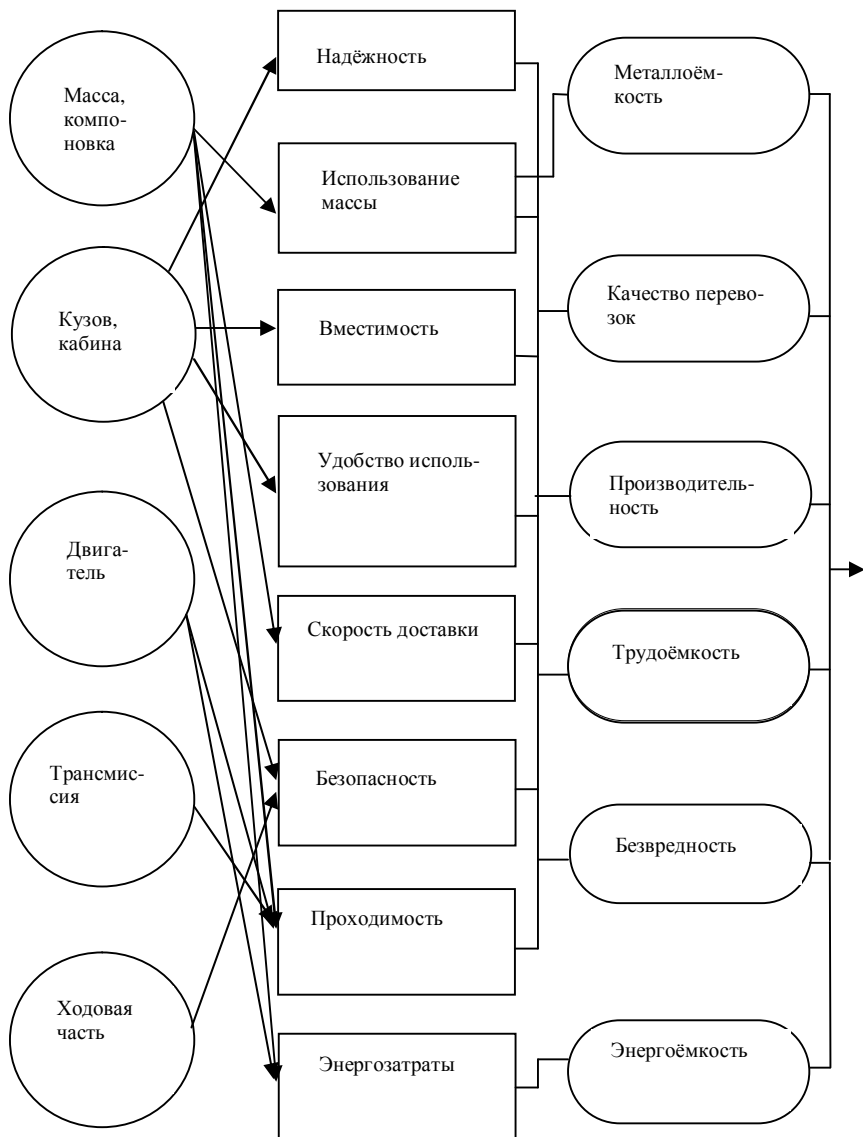 Масса,
компо-
новка
Кузов,
кабина
Двига-
тель
Трансмис-
сия
Ходовая
часть
Надёжность
Использование
массы
Вместимость
Удобство исполь-
зования
Скорость доставки
Безопасность
Проходимость
Энергозатраты
Металлоём-
кость
Качество перево-
зок
Производитель-
ность
Трудоёмкость
Безвредность
Энергоёмкость